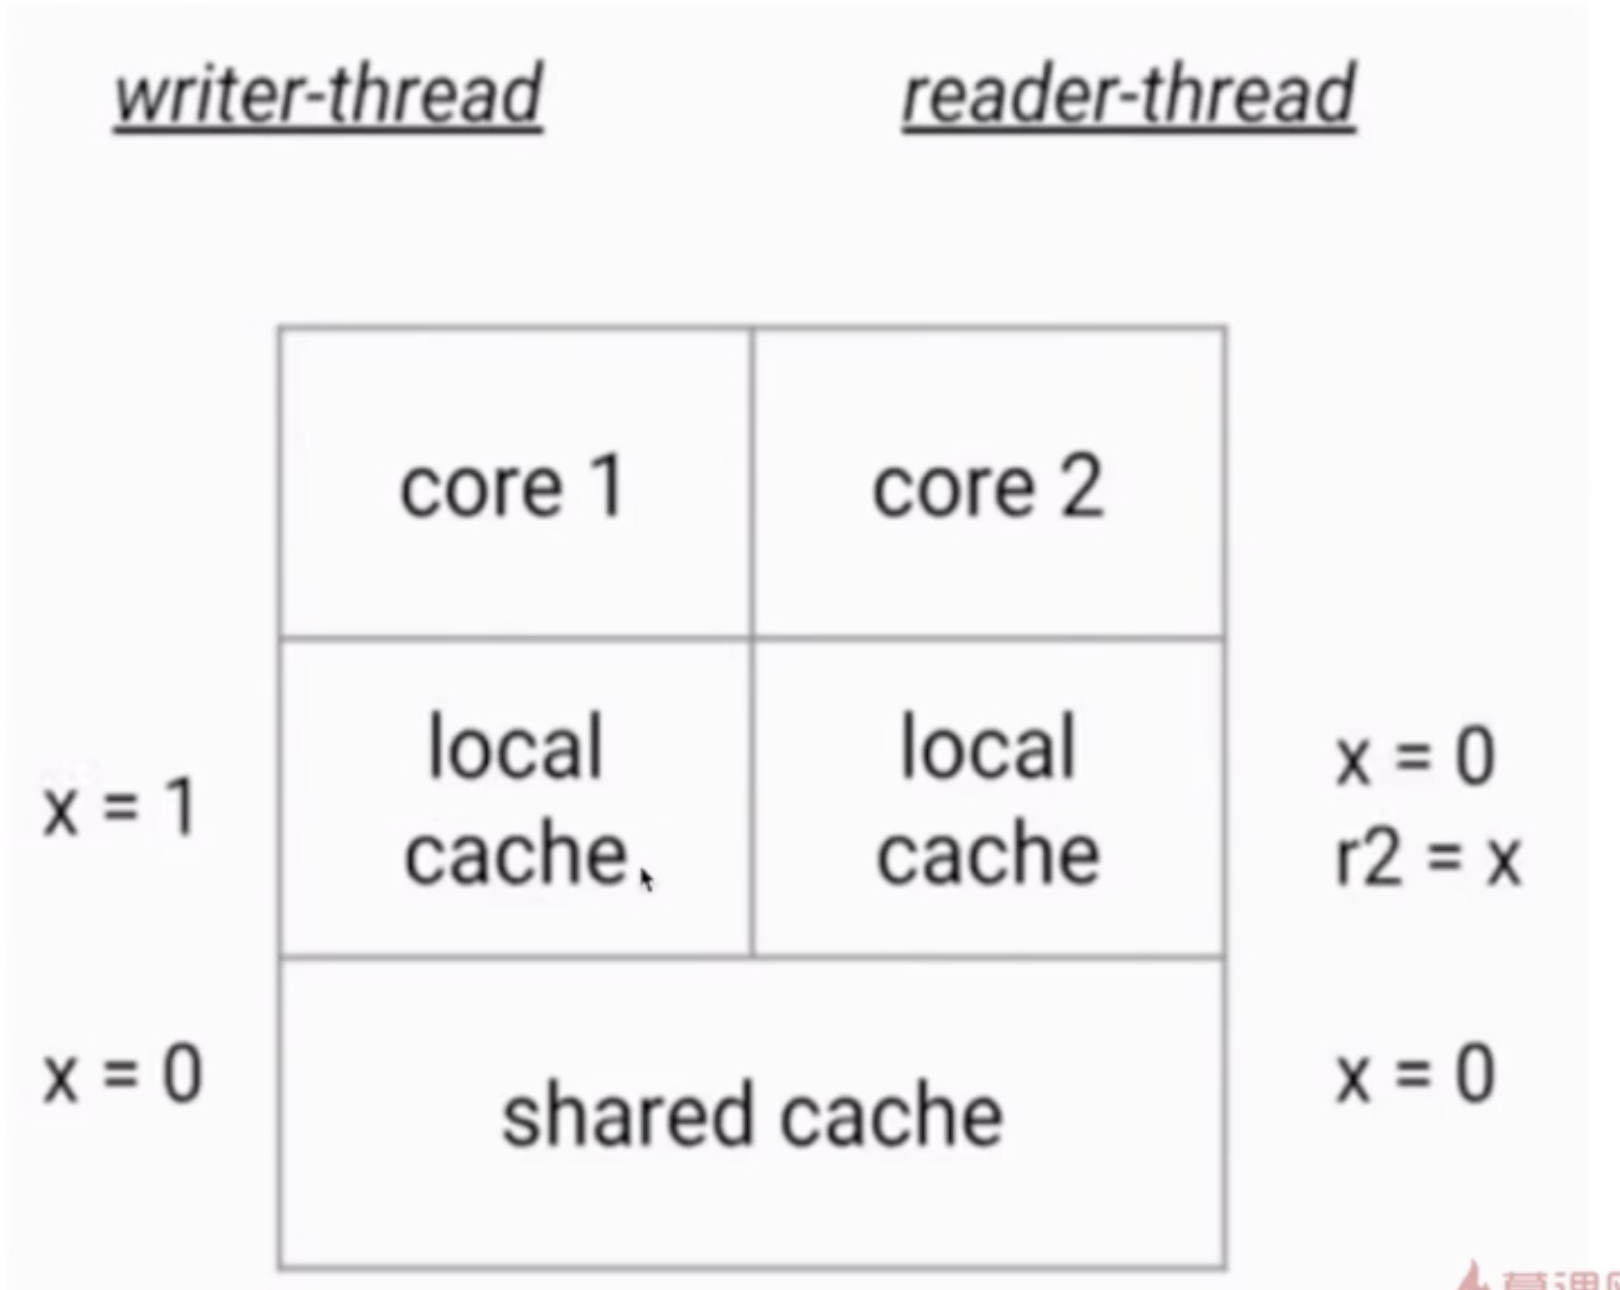 writer-thread
reader-thread
core 1
core 2
x = 1
local
cache
local
cache
x = 0
r2 = x
x = 0
shared cache
x = 0